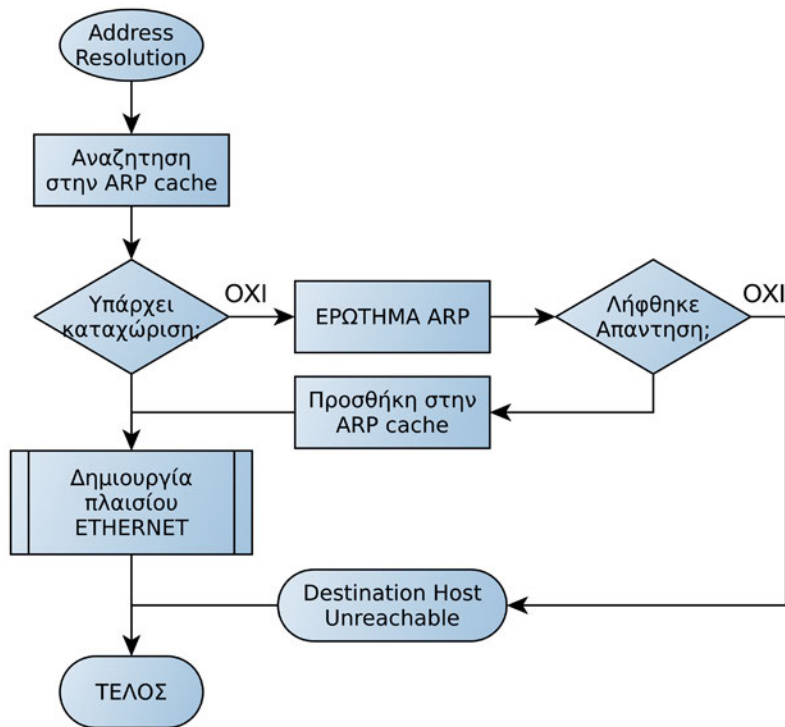 Address
Resolution
Αναζητηση
στην ARP cache
Υπάρχει
καταχώριση;
ΟΧΙ
ΕΡΩΤΗΜΑ ARP
Λήφθηκε
Απαντηση;
ΟΧΙ
Προσθήκη στην
ARP cache
Δημιουργία
πλαισίου
ETHERNET
Destination Host
Unreachable
ΤΕΛΟΣ